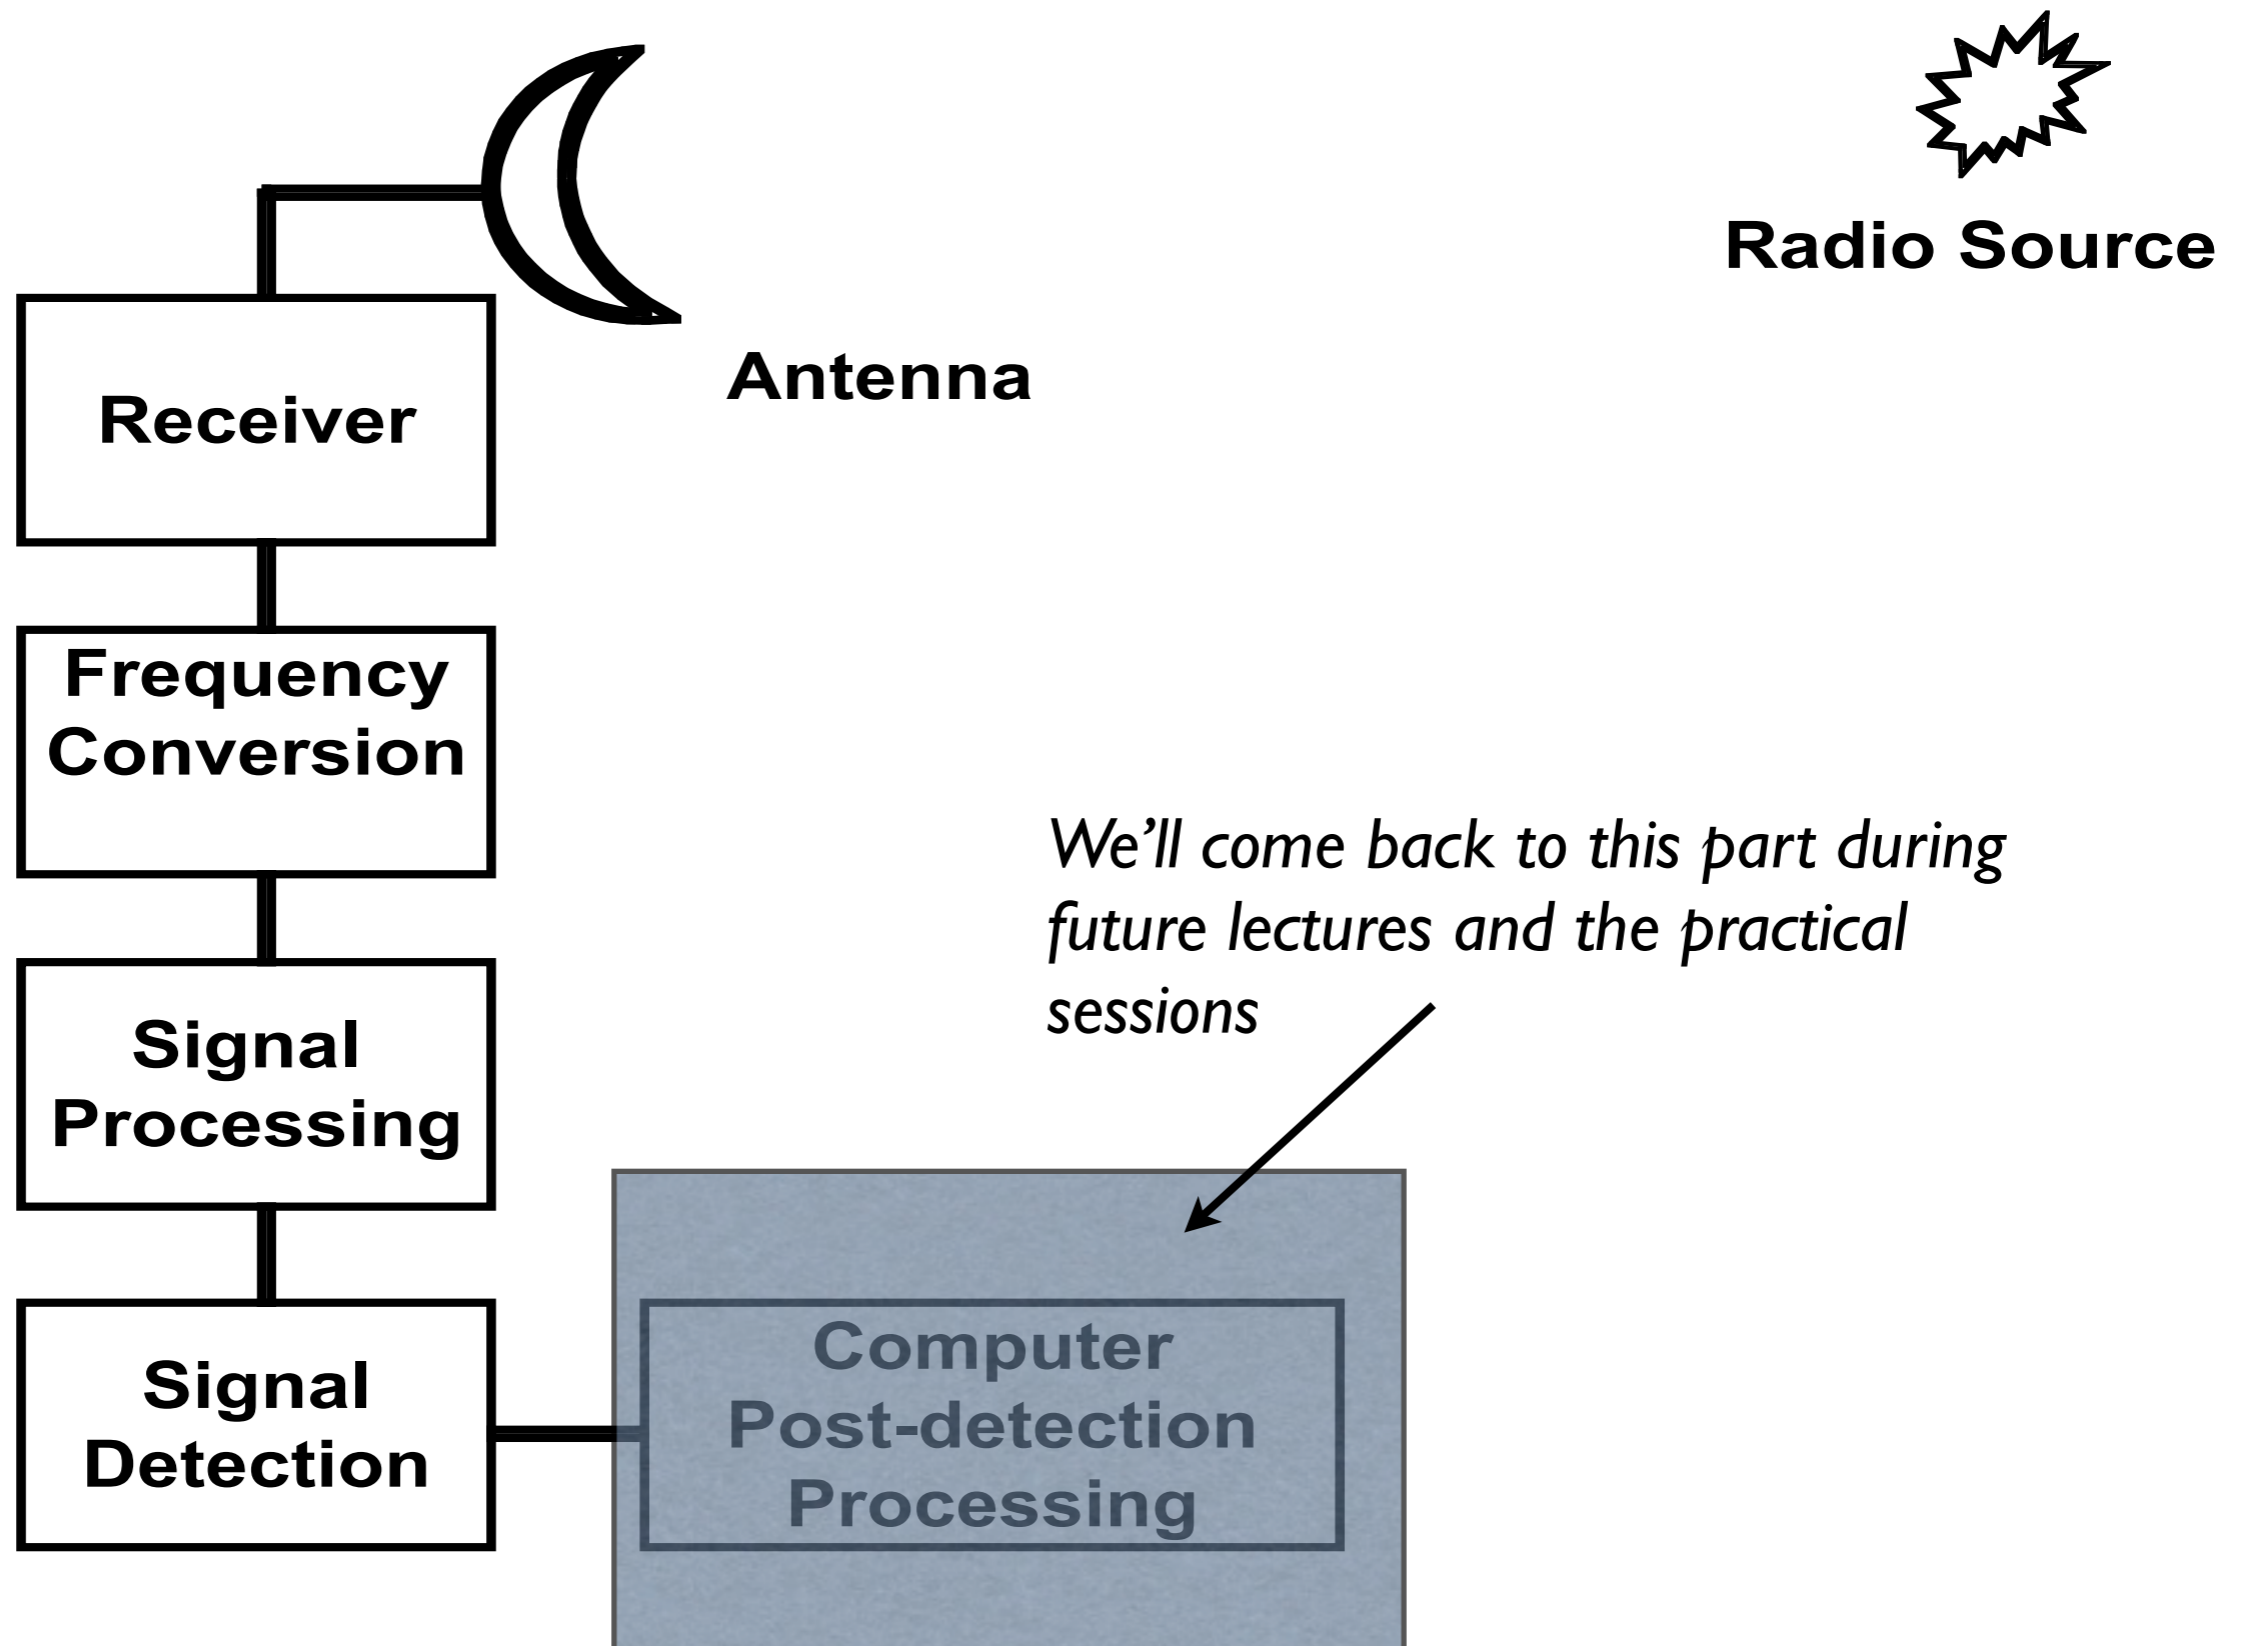 Radio Source
Antenna
Receiver
Frequency
Conversion
We’ll come back to this part during
future lectures and the practical
sessions
Signal
Processing
Signal
Detection
Computer
Post-detection
Processing